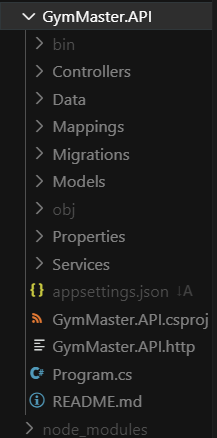 GymMaster.API
bin
Controllers
Data
Mappings
Migrations
Models
obj
Properties
Services
{} appsettings.json ↓A
GymMaster.API.csproj
GymMaster.API.http
C# Program.cs
README.md
node_modules